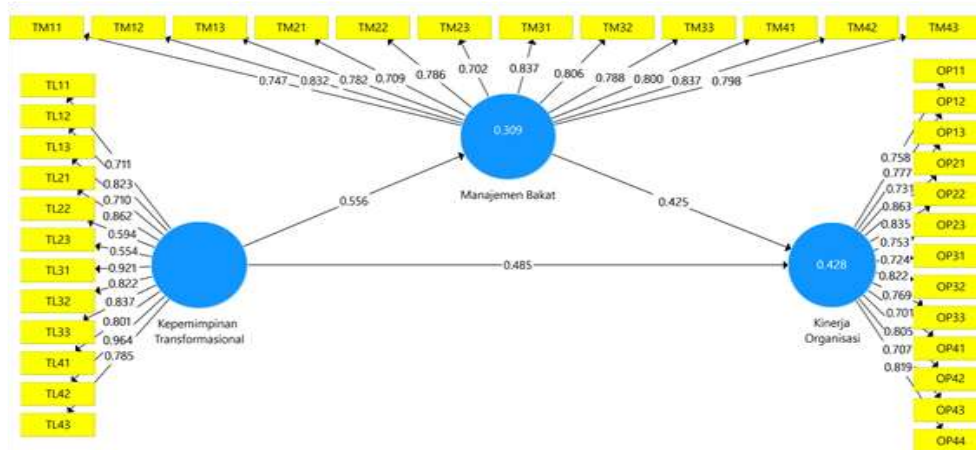 TM11 TM12 TM13 TM21 TM22 TM23 TM31 TM32 TM33 TM41 TM42 TM43
0.747 0.832 0.782 0.709 0.786 0.702 0.837 0.806 0.788 0.800 0.837 0.798
TL11
TL12
TL13
TL21
TL22
TL23
TL31
TL32
TL33
TL41
TL42
TL43
0.711
0.823
0.710
0.862
0.594
0.554
0.921
0.822
0.837
0.801
0.964
0.785
Kepemimpinan
Transformasional
0.556
0.309
Manajemen Bakat
0.425
0.485
0.428
Kinerja
Organisasi
0.758
0.777
0.731
0.863
0.835
0.753
0.724
0.822
0.769
0.701
0.805
0.707
0.819
OP11
OP12
OP13
OP21
OP22
OP23
OP31
OP32
OP33
OP41
OP42
OP43
OP44